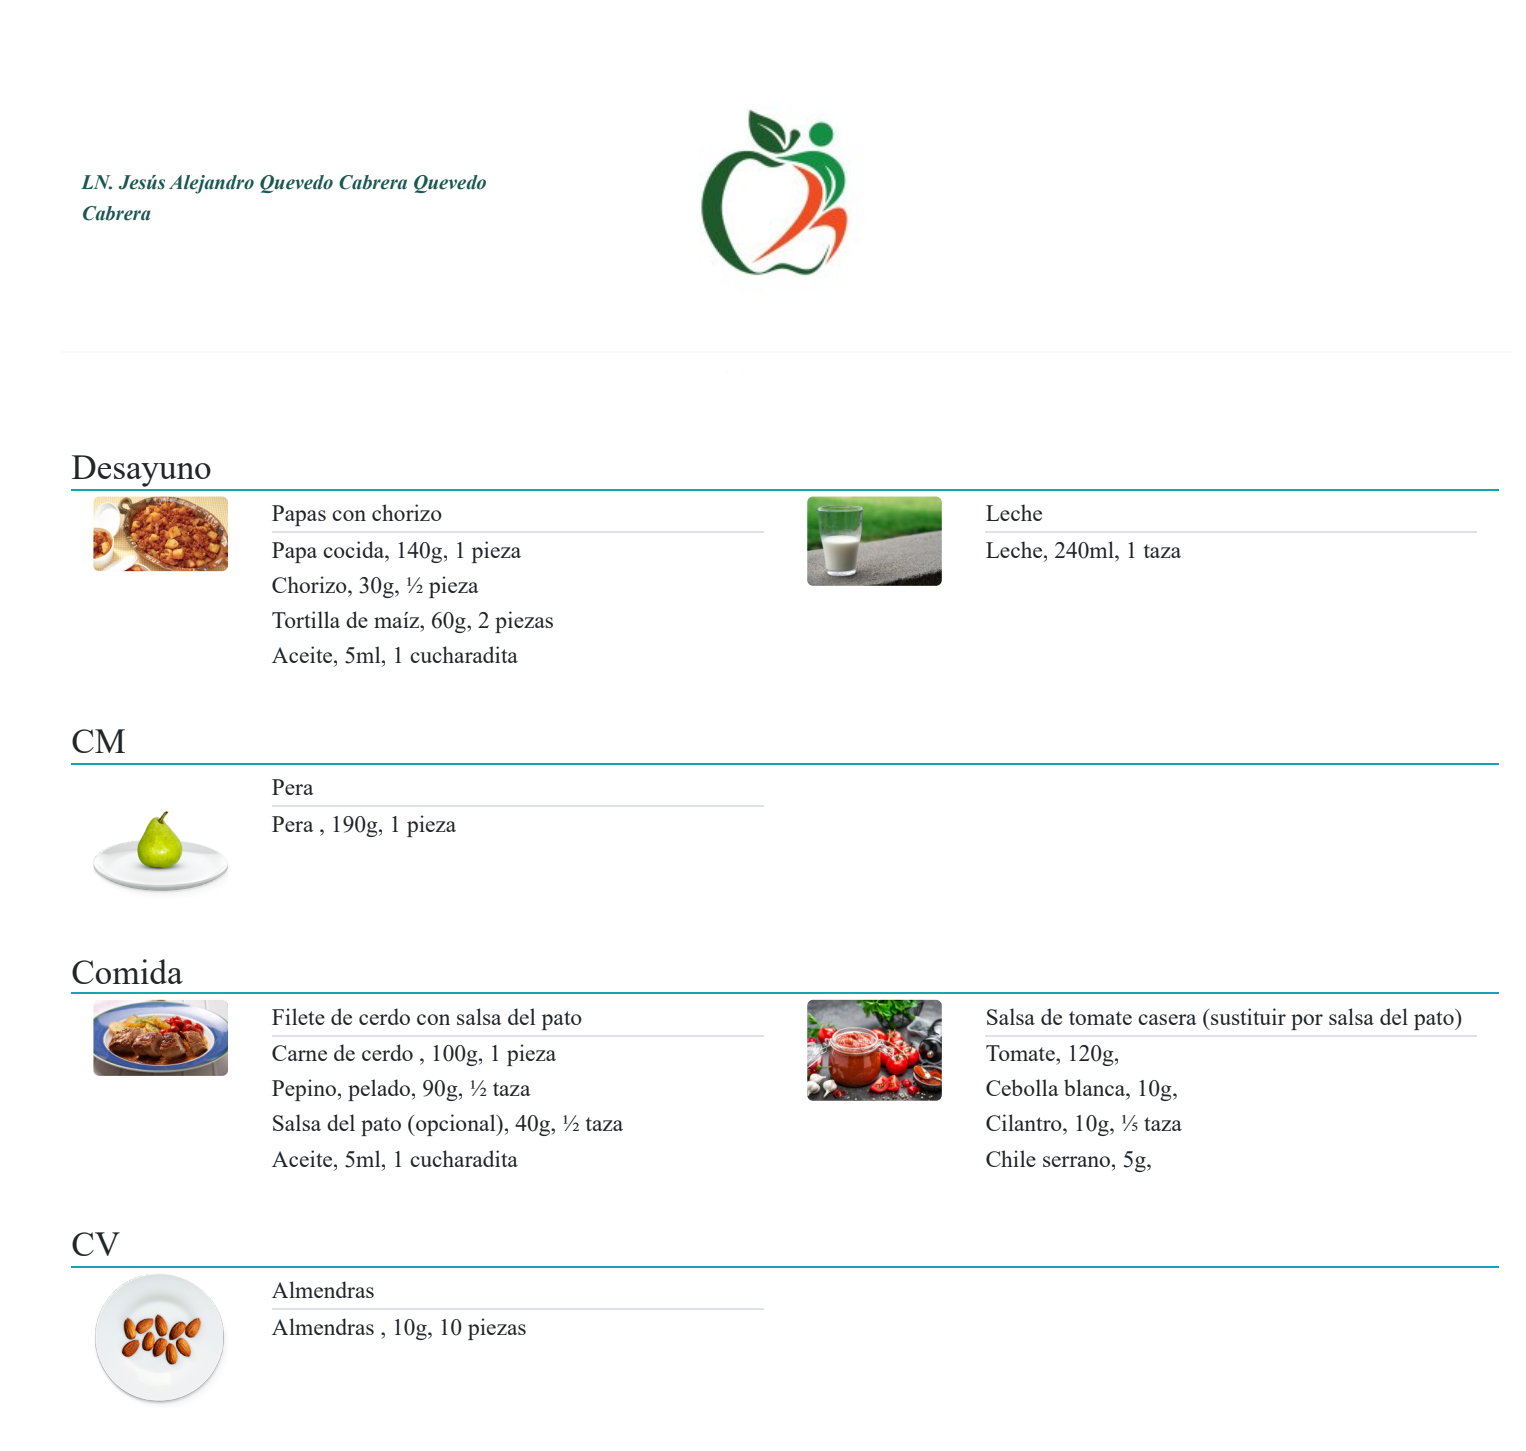 LN. Jesús Alejandro Quevedo Cabrera Quevedo
Cabrera
Desayuno
Papas con chorizo
Papa cocida, 140g, 1 pieza
Chorizo, 30g, ½ pieza
Tortilla de maíz, 60g, 2 piezas
Aceite, 5ml, 1 cucharadita
Leche
Leche, 240ml, 1 taza
CM
Pera
Pera , 190g, 1 pieza
Comida
Filete de cerdo con salsa del pato
Carne de cerdo , 100g, 1 pieza
Pepino, pelado, 90g, ½ taza
Salsa del pato (opcional), 40g, ½ taza
Aceite, 5ml, 1 cucharadita
Salsa de tomate casera (sustituir por salsa del pato)
Tomate, 120g,
Cebolla blanca, 10g,
Cilantro, 10g, ⅕ taza
Chile serrano, 5g,
CV
Almendras
Almendras , 10g, 10 piezas